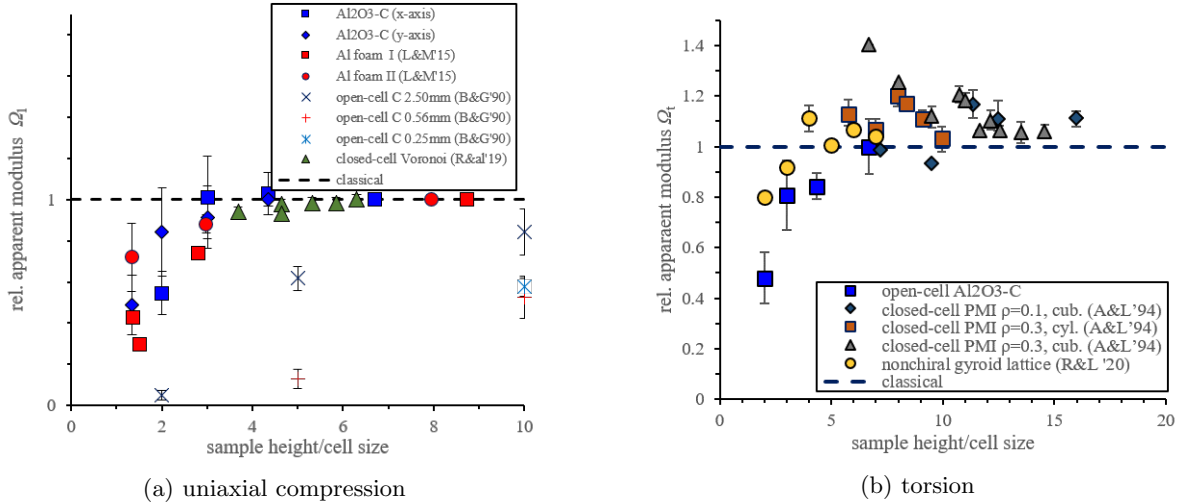 rel. apparent modulus Ω1
1
0
0
2
4
6
8
10
sample height/cell size
Al2O3-C (x-axis)
Al2O3-C (y-axis)
Al foam I (L&M'15)
Al foam II (L&M'15)
open-cell C 2.50mm (B&G'90)
open-cell C 0.56mm (B&G'90)
open-cell C 0.25mm (B&G'90)
closed-cell Voronoi (R&al'19)
classical
(a) uniaxial compression
rel. apparaent modulus Ωt
1.4
1.2
1
0.8
0.6
0.4
0.2
0
0
5
10
15
20
sample height/cell size
open-cell Al2O3-C
closed-cell PMI ρ=0.1, cub. (A&L'94)
closed-cell PMI ρ=0.3, cyl. (A&L'94)
closed-cell PMI ρ=0.3, cub. (A&L'94)
nonchiral gyroid lattice (R&L '20)
classical
(b) torsion